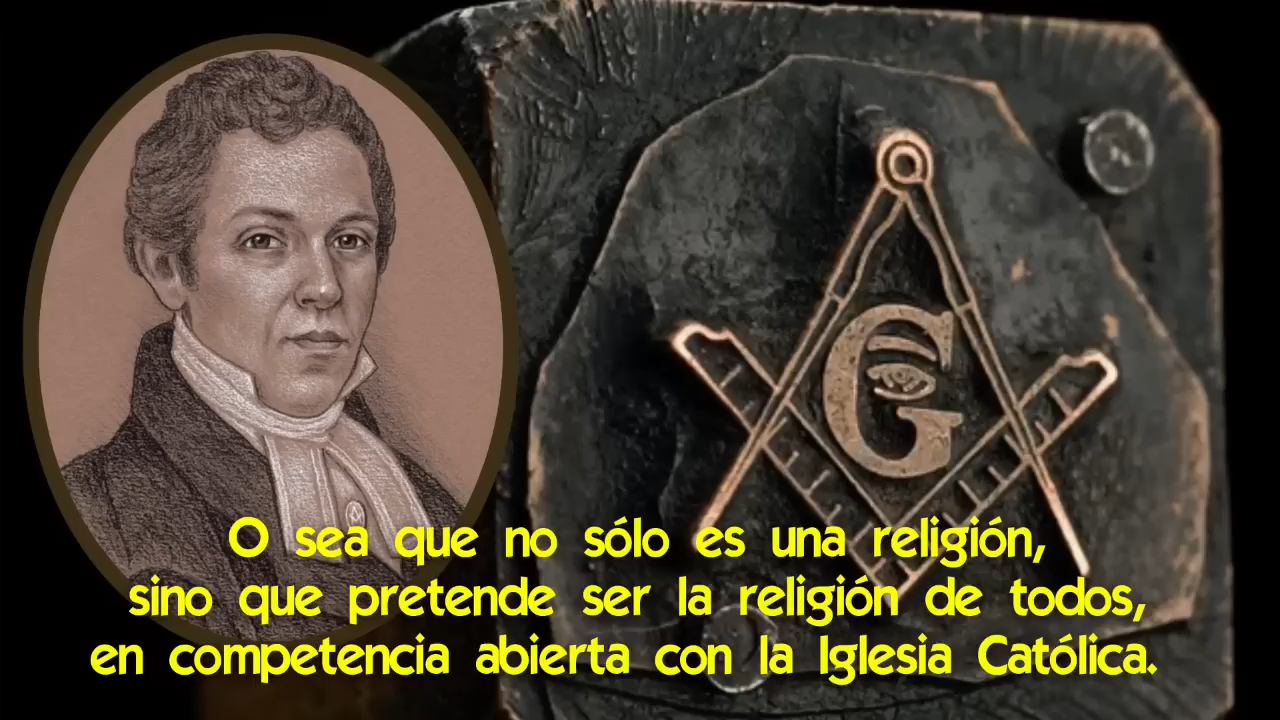 G
O sea que no sólo es una religión,
sino que pretende ser la religión de todos,
en competencia abierta con la Iglesia Católica.